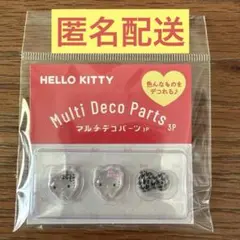 匿名配送
HELLO KITTY
色んなものを
デコれる♪
Multi Deco Parts
マルチデコパーツ3P 3P